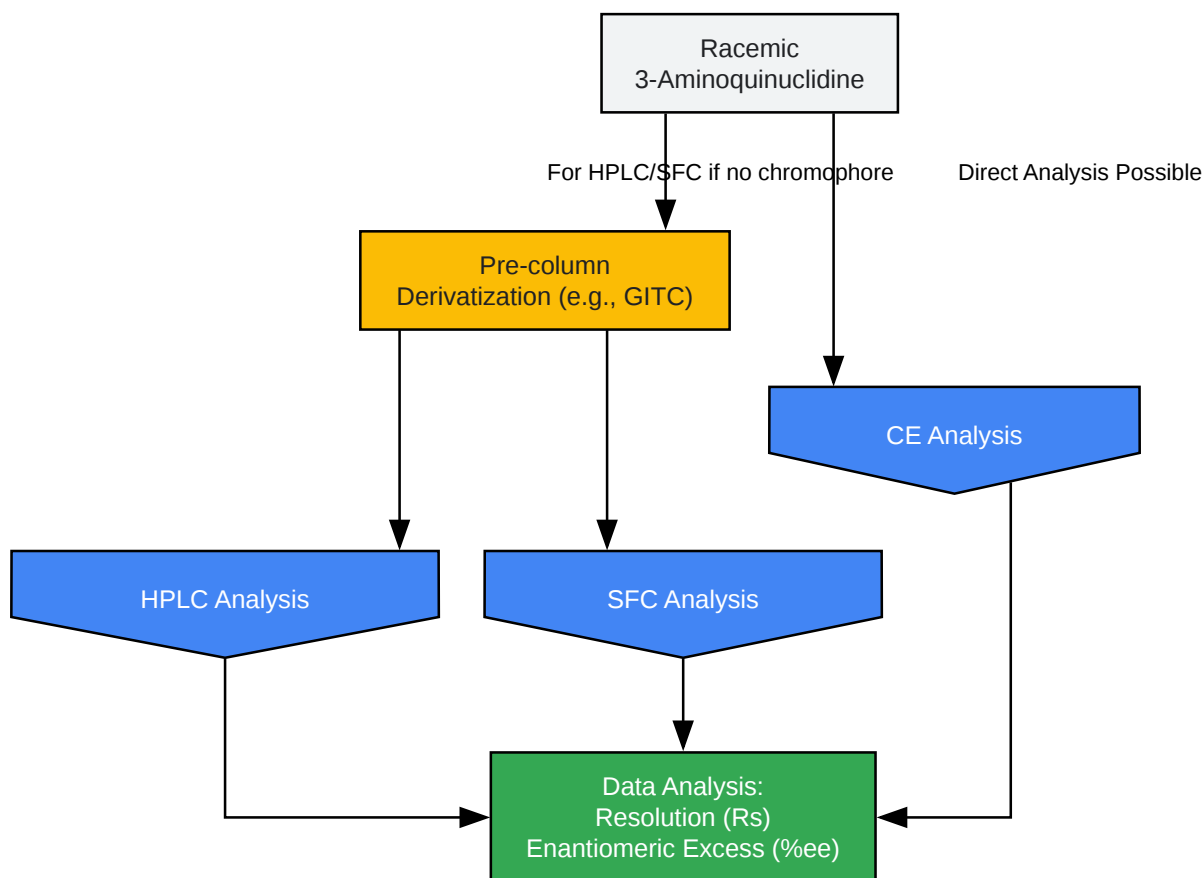 Racemic
3-Aminoquinuclidine
For HPLC/SFC if no chromophore
Direct Analysis Possible
Pre-column
Derivatization (e.g., GITC)
CE Analysis
HPLC Analysis
SFC Analysis
Data Analysis:
Resolution (Rs)
Enantiomeric Excess (%ee)